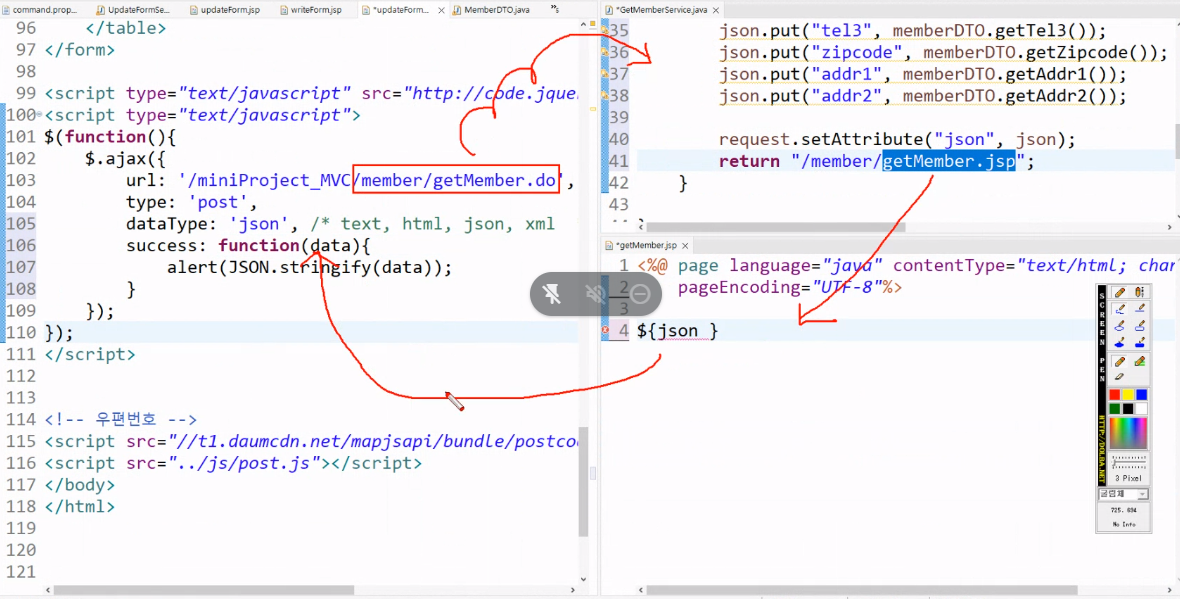 command.prop...
UpdateFormSe...
updateForm.jsp
writeForm.jsp
*updateForm...
MemberDTO.java
96 </table>
97 </form>
98
99 <script type="text/javascript" src="http://code.jque
100 <script type="text/javascript">
101 $(function(){
102 $.ajax({
103 url: '/miniProject_MVC/member/getMember.do',
104 type: 'post',
105 dataType: 'json', /* text, html, json, xml
106 success: function(data){
107 alert(JSON.stringify(data));
108 }
109 });
110 });
111 </script>
112
113
114 <!-- 우편번호 -->
115 <script src="//t1.daumcdn.net/mapjsapi/bundle/postco
116 <script src="../js/post.js"></script>
117 </body>
118 </html>
119
120
121
*GetMemberService.java
35 json.put("tel3", memberDTO.getTel3());
36 json.put("zipcode", memberDTO.getZipcode());
37 json.put("addr1", memberDTO.getAddr1());
38 json.put("addr2", memberDTO.getAddr2());
39
40 request.setAttribute("json", json);
41 return "/member/getMember.jsp";
42 }
43
*getMember.jsp
1 <%@ page language="java" contentType="text/html; char
2 pageEncoding="UTF-8"%>
3
4 ${json }
SCREEN PEN
HTTP://DOLBA.NET
3 Pixel
굴림체
725, 694
No Info